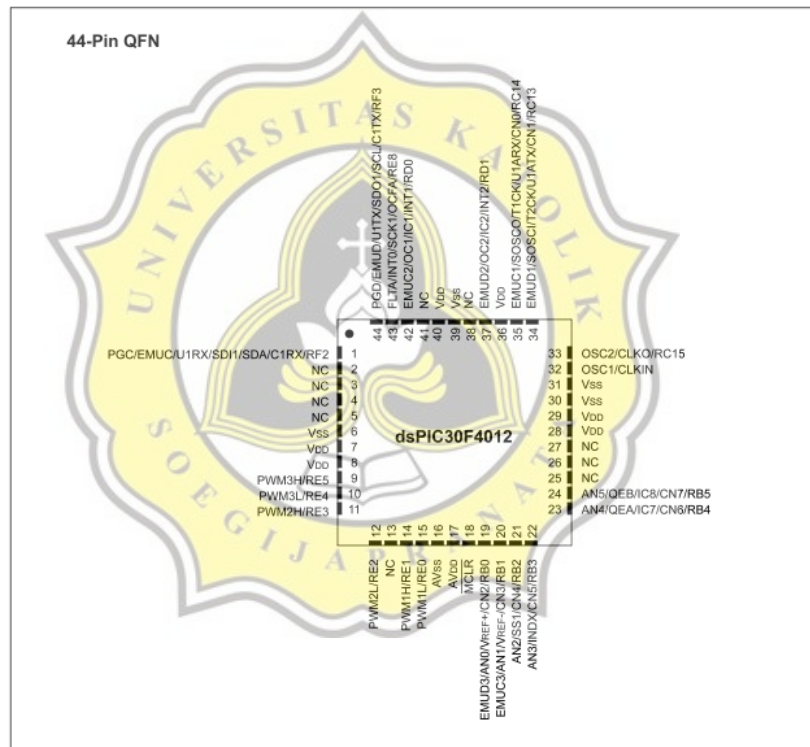 44-Pin QFN
UNIVERSITAS KATOLIK
SOEGIJAPRANATA
PGD/EMUD/U1TX/SDO1/SCL/C1TX/RF3
FLTA/INT0/SCK1/OCFA/RE8
EMUC2/OC1/IC1/INT1/RD0
NC
VDD
VSS
NC
EMUD2/OC2/IC2/INT2/RD1
VDD
EMUC1/SOSCO/T1CK/U1ARX/CN0/RC14
EMUD1/SOSCI/T2CK/U1ATX/CN1/RC13
44 43 42 41 40 39 38 37 36 35 34
PGC/EMUC/U1RX/SDI1/SDA/C1RX/RF2 1
NC 2
NC 3
NC 4
NC 5
VSS 6
VDD 7
VDD 8
PWM3H/RE5 9
PWM3L/RE4 10
PWM2H/RE3 11
dsPIC30F4012
33 OSC2/CLKO/RC15
32 OSC1/CLKIN
31 VSS
30 VSS
29 VDD
28 VDD
27 NC
26 NC
25 NC
24 AN5/QEB/IC8/CN7/RB5
23 AN4/QEA/IC7/CN6/RB4
12 13 14 15 16 17 18 19 20 21 22
PWM2L/RE2
NC
PWM1H/RE1
PWM1L/RE0
AVSS
AVDD
MCLR
EMUD3/AN0/VREF+/CN2/RB0
EMUC3/AN1/VREF-/CN3/RB1
AN2/SS1/CN4/RB2
AN3/INDX/CN5/RB3